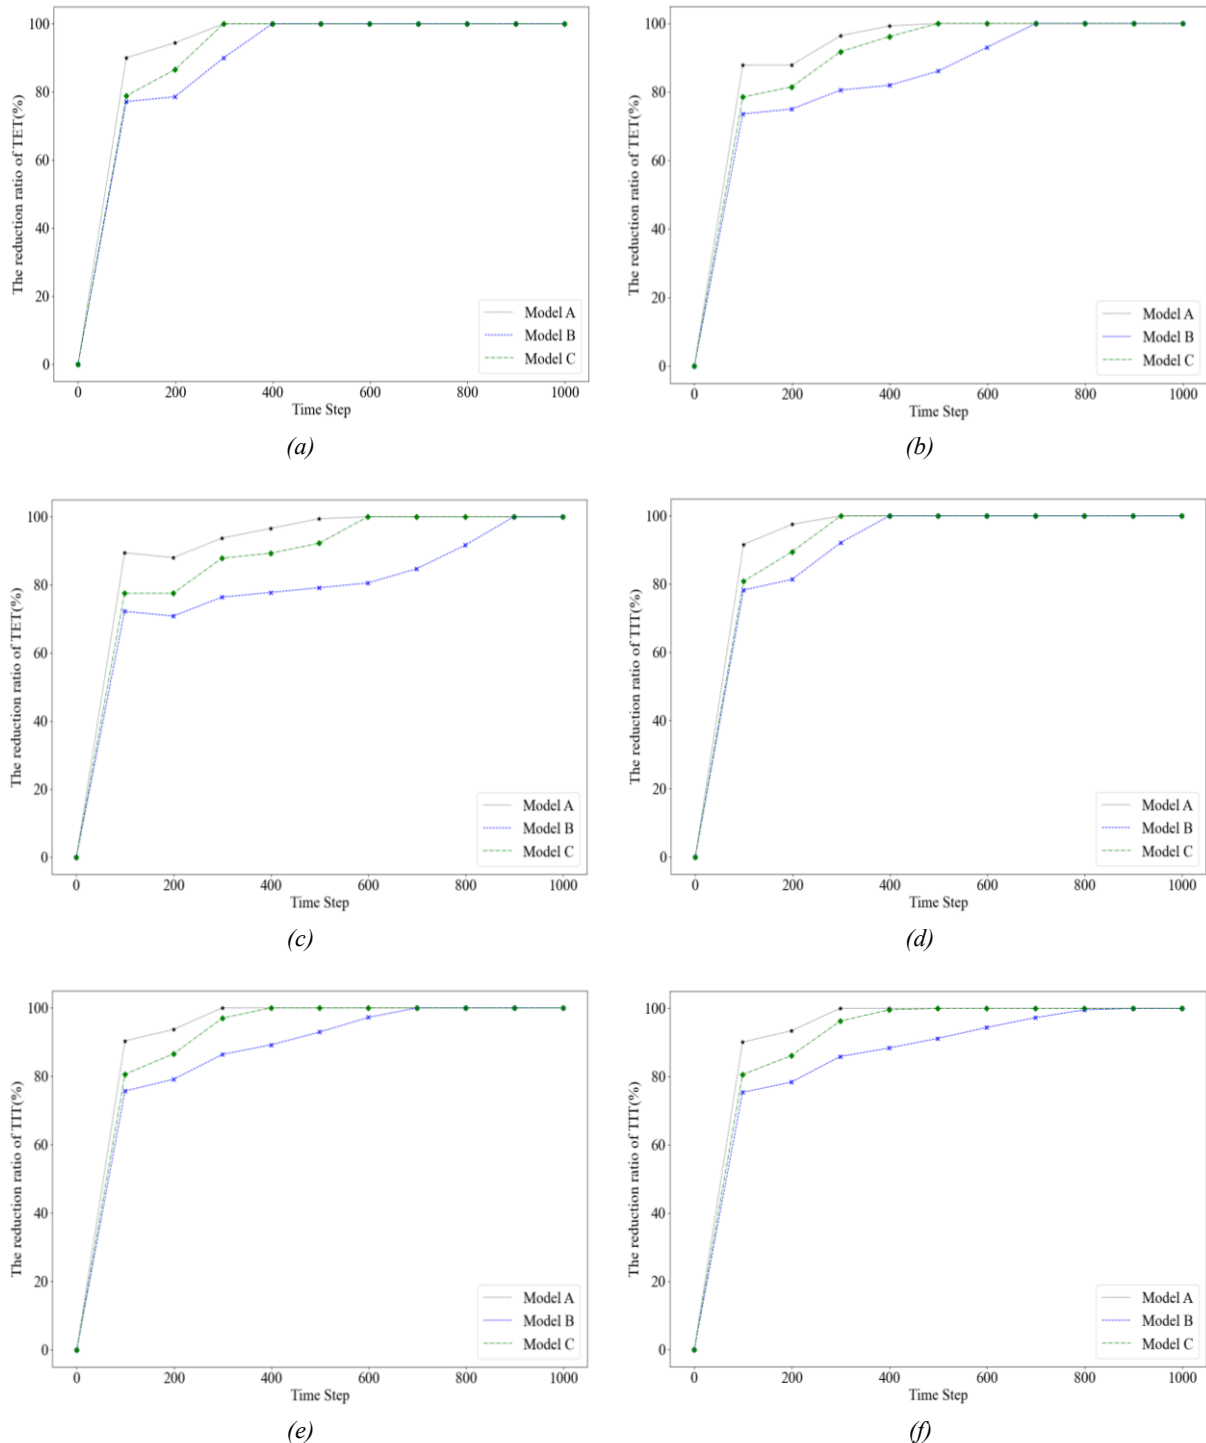 The reduction ratio of TET(%)
100
80
60
40
20
0
0 200 400 600 800 1000
Time Step
Model A
Model B
Model C
(a)
The reduction ratio of TET(%)
100
80
60
40
20
0
0 200 400 600 800 1000
Time Step
Model A
Model B
Model C
(b)
The reduction ratio of TET(%)
100
80
60
40
20
0
0 200 400 600 800 1000
Time Step
Model A
Model B
Model C
(c)
The reduction ratio of TIT(%)
100
80
60
40
20
0
0 200 400 600 800 1000
Time Step
Model A
Model B
Model C
(d)
The reduction ratio of TIT(%)
100
80
60
40
20
0
0 200 400 600 800 1000
Time Step
Model A
Model B
Model C
(e)
The reduction ratio of TIT(%)
100
80
60
40
20
0
0 200 400 600 800 1000
Time Step
Model A
Model B
Model C
(f)